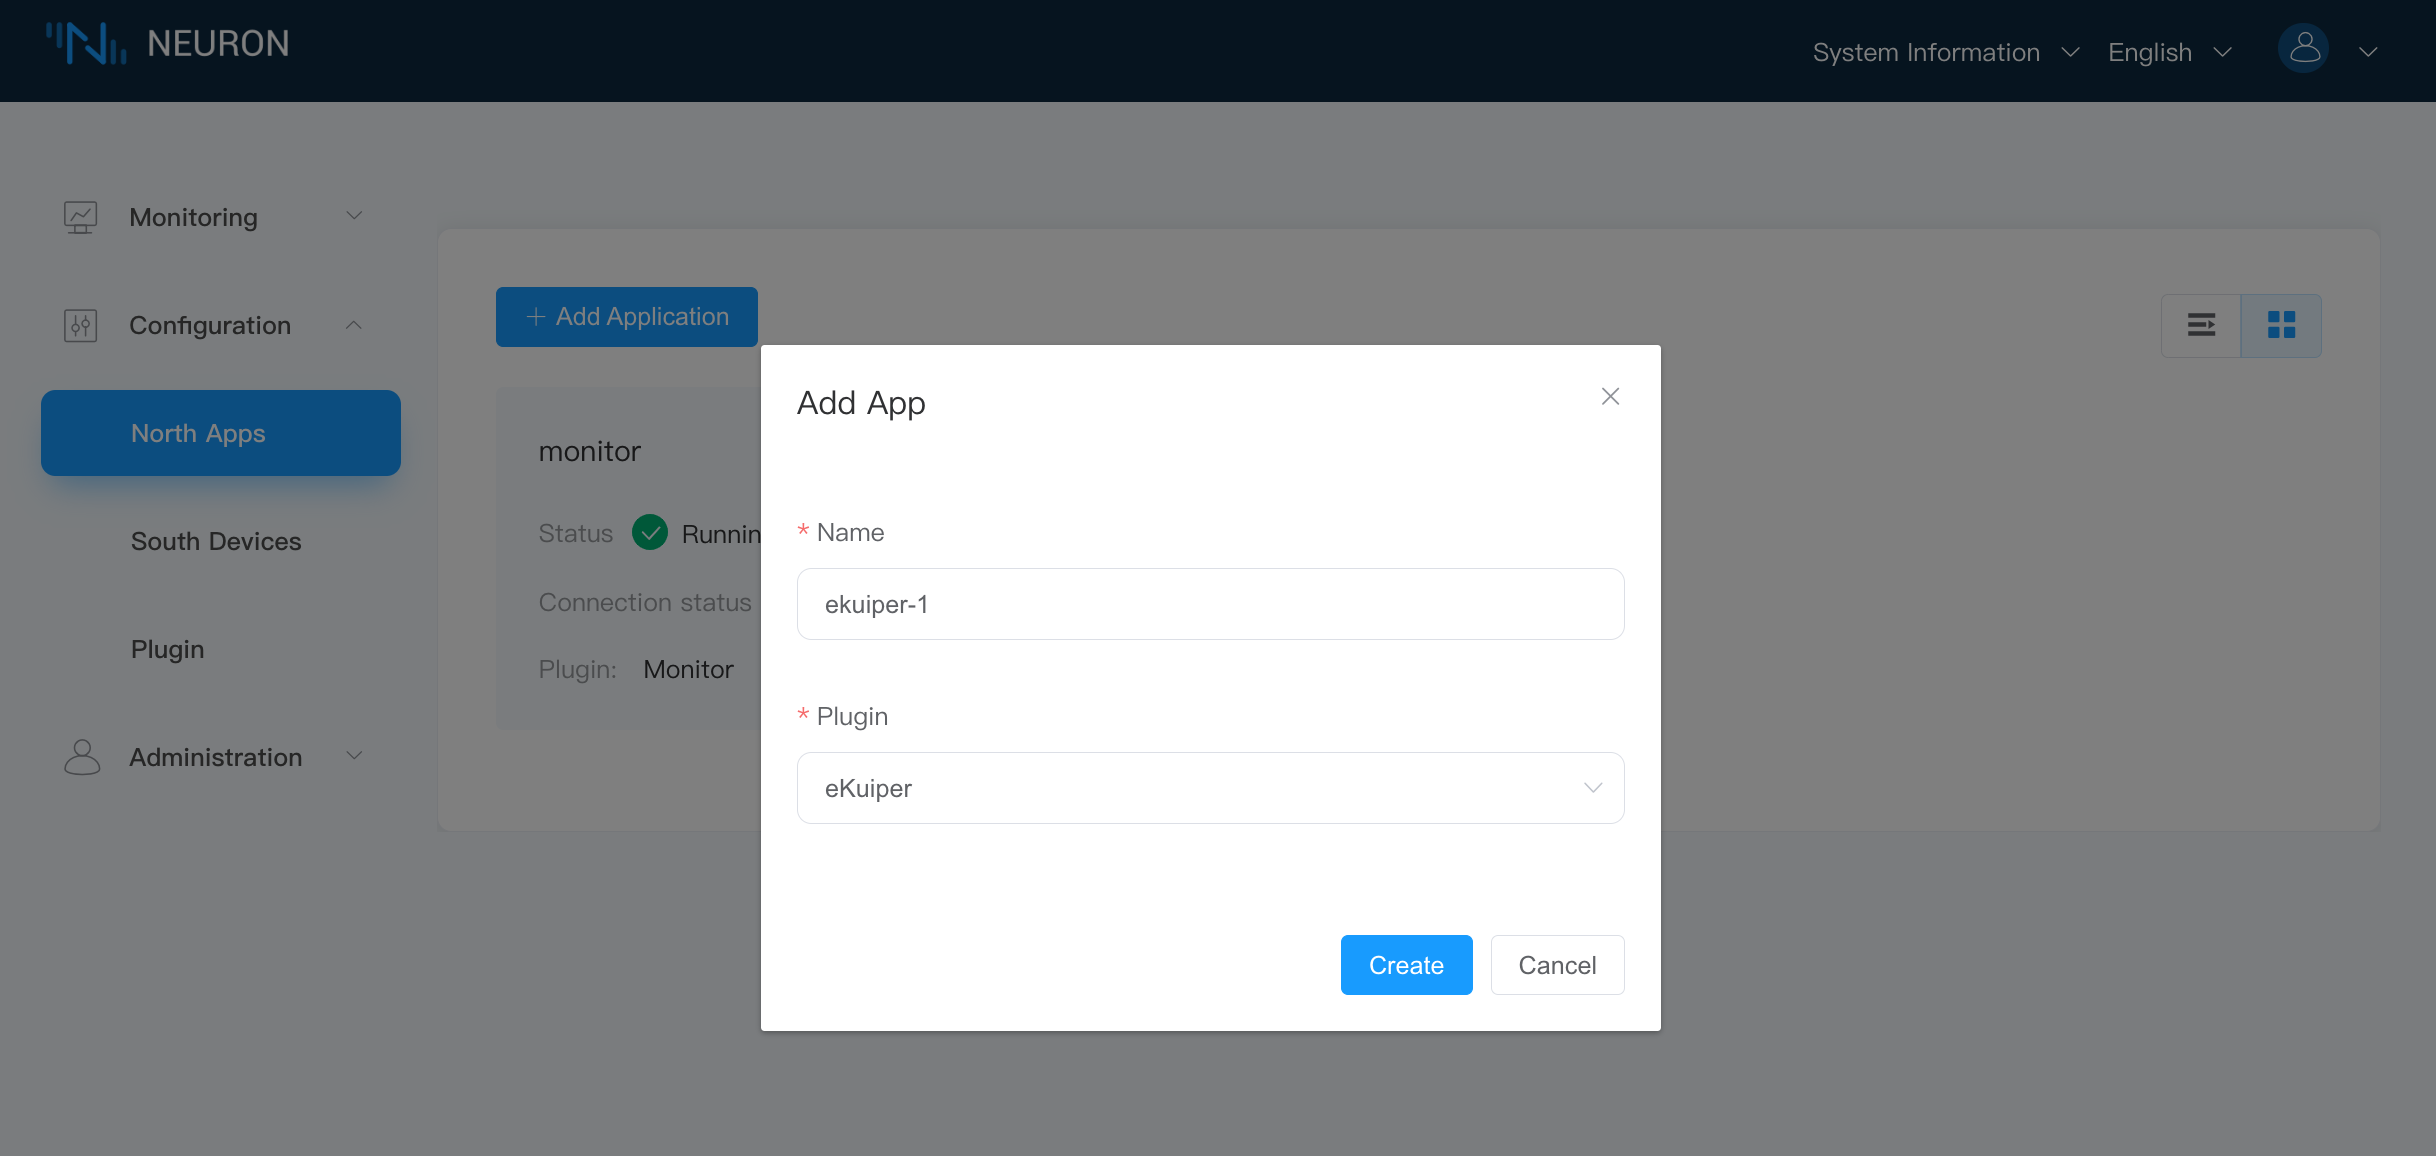 NEURON
System Information
English
Monitoring
Configuration
North Apps
South Devices
Plugin
Administration
+ Add Application
monitor
Status Runnin
Connection status
Plugin: Monitor
Add App
* Name
ekuiper-1
* Plugin
eKuiper
Create
Cancel